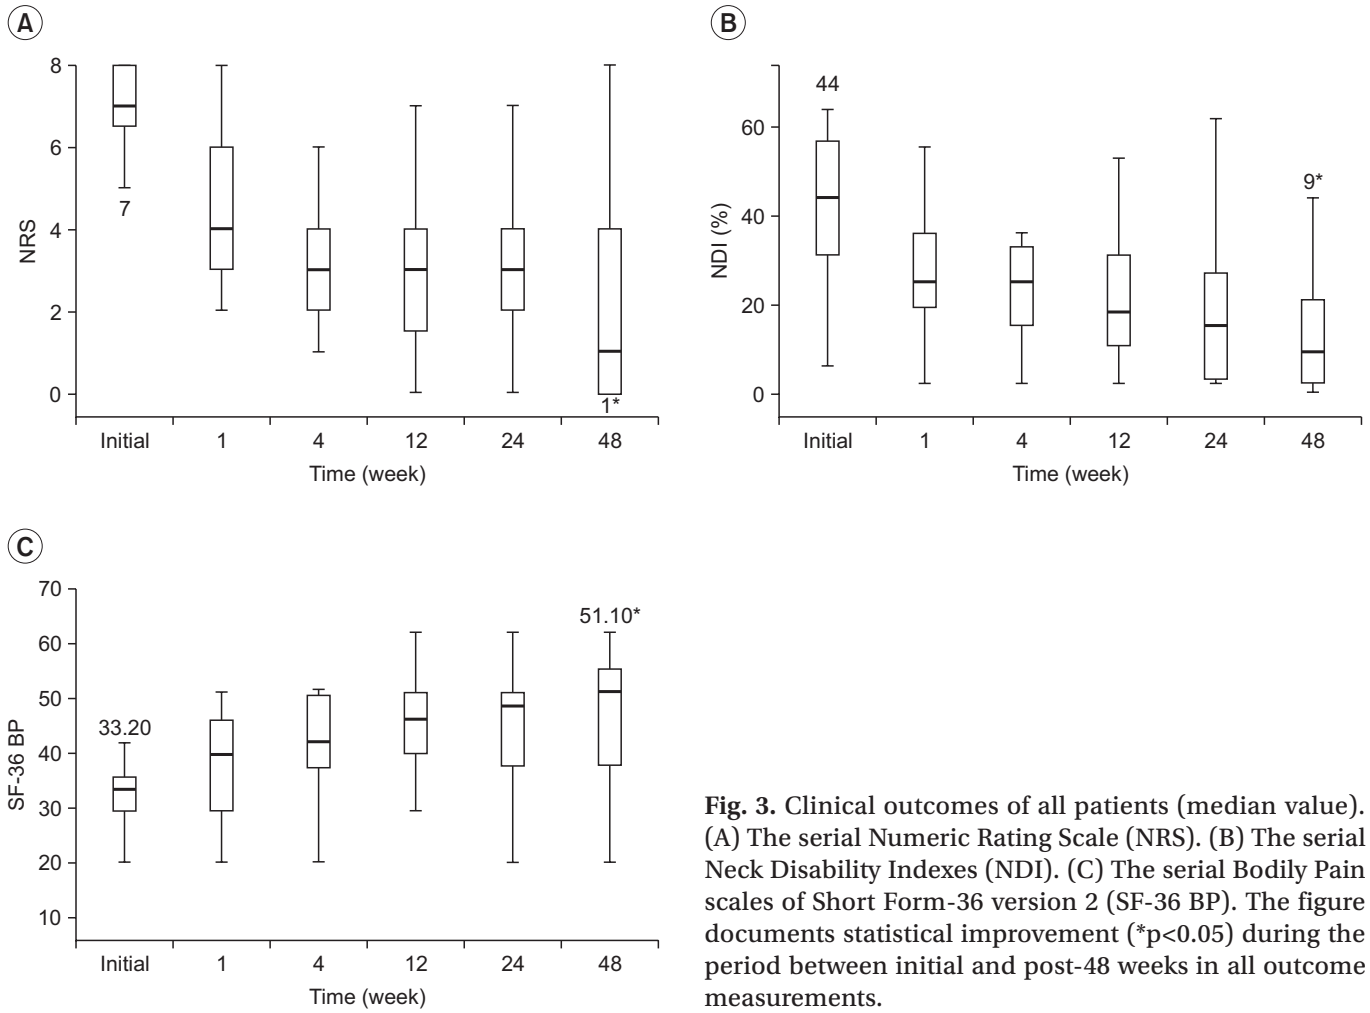 A
8
6
4
2
0
NRS
7
1*
Initial 1 4 12 24 48
Time (week)
B
60
40
20
0
NDI (%)
44
9*
Initial 1 4 12 24 48
Time (week)
C
70
60
50
40
30
20
10
SF-36 BP
33.20
51.10*
Initial 1 4 12 24 48
Time (week)
Fig. 3. Clinical outcomes of all patients (median value).
(A) The serial Numeric Rating Scale (NRS). (B) The serial
Neck Disability Indexes (NDI). (C) The serial Bodily Pain
scales of Short Form-36 version 2 (SF-36 BP). The figure
documents statistical improvement (*p<0.05) during the
period between initial and post-48 weeks in all outcome
measurements.